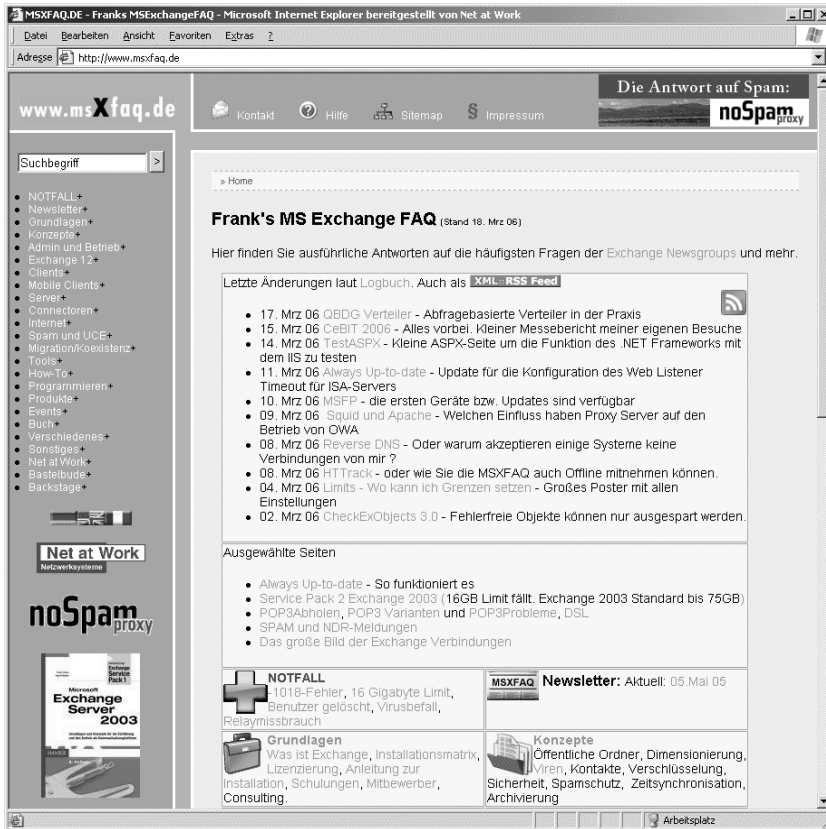 MSXFAQ.DE - Franks MSExchangeFAQ - Microsoft Internet Explorer bereitgestellt von Net at Work
Datei Bearbeiten Ansicht Favoriten Extras ?
Adresse http://www.msxfaq.de
www.msXfaq.de
Kontakt Hilfe Sitemap Impressum
Die Antwort auf Spam:
noSpam proxy
Suchbegriff >
NOTFALL+
Newsletter+
Grundlagen+
Konzepte+
Admin und Betrieb+
Exchange 12+
Clients+
Mobile Clients+
Server+
Connectoren+
Internet+
Spam und UCE+
Migration/Koexistenz+
Tools+
How-To+
Programmieren+
Produkte+
Events+
Buch+
Verschiedenes+
Sonstiges+
Net at Work+
Bastelbude+
Backstage+
Net at Work
Netzwerksysteme
noSpam proxy
Exchange
Service
Pack 1
Microsoft
Exchange
Server
2003
» Home
Frank's MS Exchange FAQ (Stand 18. Mrz 06)
Hier finden Sie ausführliche Antworten auf die häufigsten Fragen der Exchange Newsgroups und mehr.
Letzte Änderungen laut Logbuch. Auch als XML::RSS Feed
17. Mrz 06 QBDG Verteiler - Abfragebasierte Verteiler in der Praxis
15. Mrz 06 CeBIT 2006 - Alles vorbei. Kleiner Messebericht meiner eigenen Besuche
14. Mrz 06 TestASPX - Kleine ASPX-Seite um die Funktion des .NET Frameworks mit
dem IIS zu testen
11. Mrz 06 Always Up-to-date - Update für die Konfiguration des Web Listener
Timeout für ISA-Servers
10. Mrz 06 MSFP - die ersten Geräte bzw. Updates sind verfügbar
09. Mrz 06 Squid und Apache - Welchen Einfluss haben Proxy Server auf den
Betrieb von OWA
08. Mrz 06 Reverse DNS - Oder warum akzeptieren einige Systeme keine
Verbindungen von mir ?
08. Mrz 06 HTTrack - oder wie Sie die MSXFAQ auch Offline mitnehmen können.
04. Mrz 06 Limits - Wo kann ich Grenzen setzen - Großes Poster mit allen
Einstellungen
02. Mrz 06 CheckExObjects 3.0 - Fehlerfreie Objekte können nur ausgespart werden.
Ausgewählte Seiten
Always Up-to-date - So funktioniert es
Service Pack 2 Exchange 2003 (16GB Limit fällt. Exchange 2003 Standard bis 75GB)
POP3Abholen, POP3 Varianten und POP3Probleme, DSL
SPAM und NDR-Meldungen
Das große Bild der Exchange Verbindungen
NOTFALL
-1018-Fehler, 16 Gigabyte Limit,
Benutzer gelöscht, Virusbefall,
Relaymissbrauch
MSXFAQ Newsletter: Aktuell: 05.Mai 05
Grundlagen
Was ist Exchange, Installationsmatrix,
Lizenzierung, Anleitung zur
Installation, Schulungen, Mitbewerber,
Consulting.
Konzepte
Öffentliche Ordner, Dimensionierung,
Viren, Kontakte, Verschlüsselung,
Sicherheit, Spamschutz, Zeitsynchronisation,
Archivierung
Arbeitsplatz